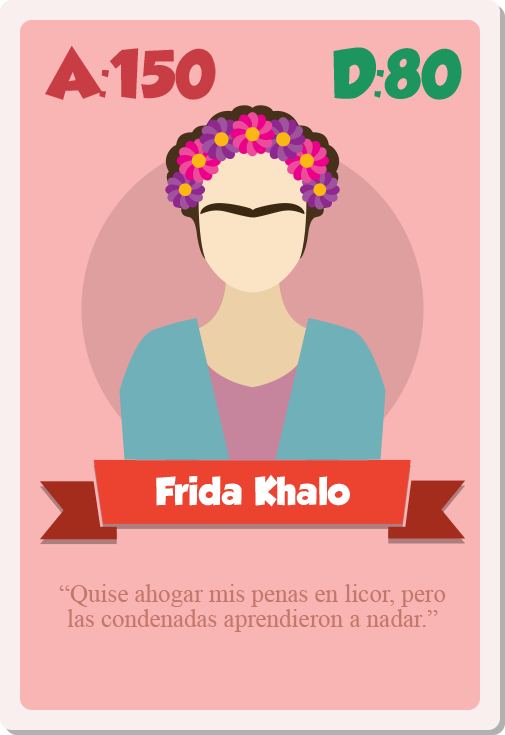 A:150 D:80
Frida Khalo
“Quise ahogar mis penas en licor, pero
las condenadas aprendieron a nadar.”